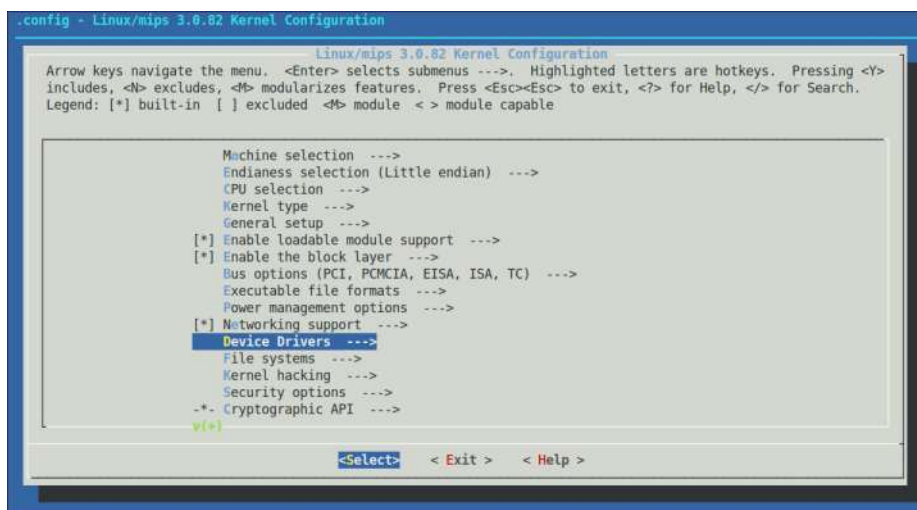 .config - Linux/mips 3.0.82 Kernel Configuration
Linux/mips 3.0.82 Kernel Configuration
Arrow keys navigate the menu.  <Enter> selects submenus --->.  Highlighted letters are hotkeys.  Pressing <Y>
includes, <N> excludes, <M> modularizes features.  Press <Esc><Esc> to exit, <?> for Help, </> for Search.
Legend: [*] built-in  [ ] excluded  <M> module  < > module capable
Machine selection  --->
Endianess selection (Little endian)  --->
CPU selection  --->
Kernel type  --->
General setup  --->
[*] Enable loadable module support  --->
[*] Enable the block layer  --->
Bus options (PCI, PCMCIA, EISA, ISA, TC)  --->
Executable file formats  --->
Power management options  --->
[*] Networking support  --->
Device Drivers  --->
File systems  --->
Kernel hacking  --->
Security options  --->
-*- Cryptographic API  --->
v(+)
<Select>    < Exit >    < Help >